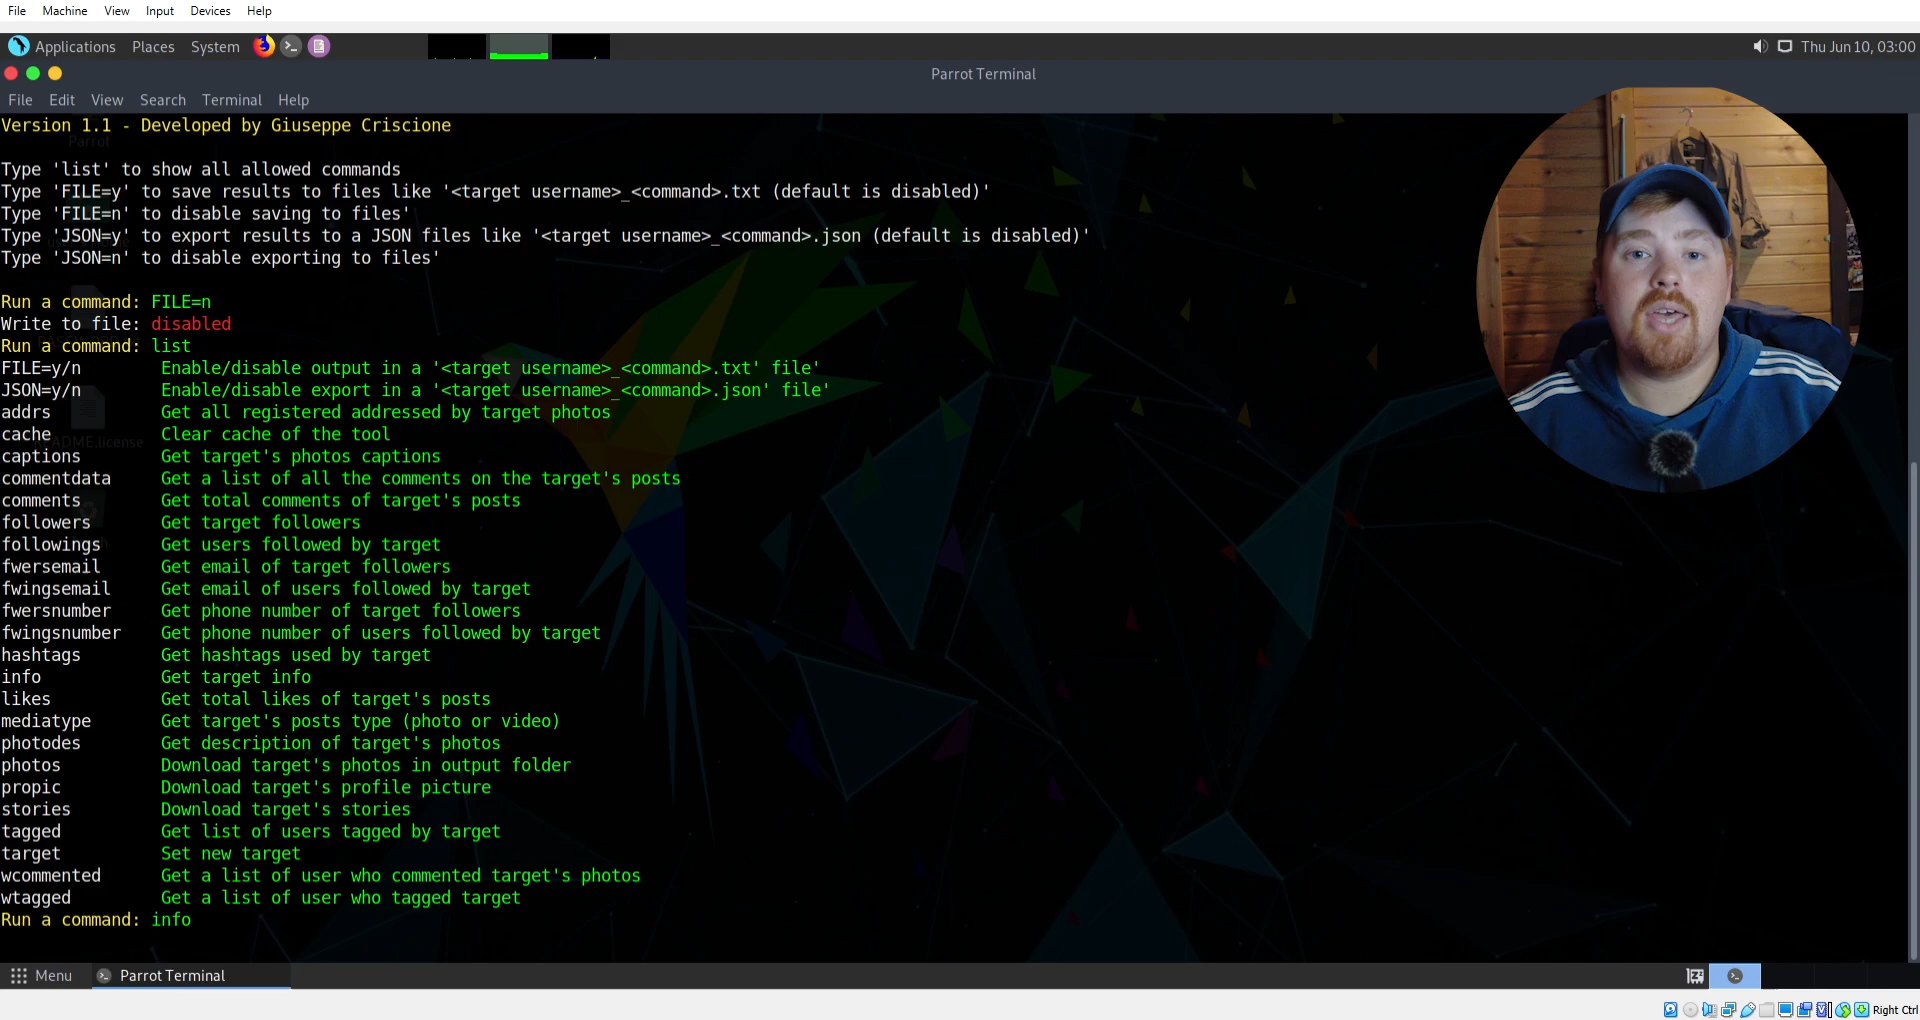 File Machine View Input Devices Help
Applications Places System Thu Jun 10, 03:00
Parrot Terminal
File Edit View Search Terminal Help
Version 1.1 - Developed by Giuseppe Criscione
Parrot
Type 'list' to show all allowed commands
Type 'FILE=y' to save results to files like '<target username>_<command>.txt (default is disabled)'
Type 'FILE=n' to disable saving to files'
Type 'JSON=y' to export results to a JSON files like '<target username>_<command>.json (default is disabled)'
Type 'JSON=n' to disable exporting to files'
Run a command: FILE=n
Write to file: disabled
Run a command: list
FILE=y/n Enable/disable output in a '<target username>_<command>.txt' file'
JSON=y/n Enable/disable export in a '<target username>_<command>.json' file'
addrs Get all registered addressed by target photos
cache Clear cache of the tool
README.license
captions Get target's photos captions
commentdata Get a list of all the comments on the target's posts
comments Get total comments of target's posts
followers Get target followers
followings Get users followed by target
fwersemail Get email of target followers
fwingsemail Get email of users followed by target
fwersnumber Get phone number of target followers
fwingsnumber Get phone number of users followed by target
hashtags Get hashtags used by target
info Get target info
likes Get total likes of target's posts
mediatype Get target's posts type (photo or video)
photodes Get description of target's photos
photos Download target's photos in output folder
propic Download target's profile picture
stories Download target's stories
tagged Get list of users tagged by target
target Set new target
wcommented Get a list of user who commented target's photos
wtagged Get a list of user who tagged target
Run a command: info
Menu Parrot Terminal
Right Ctrl